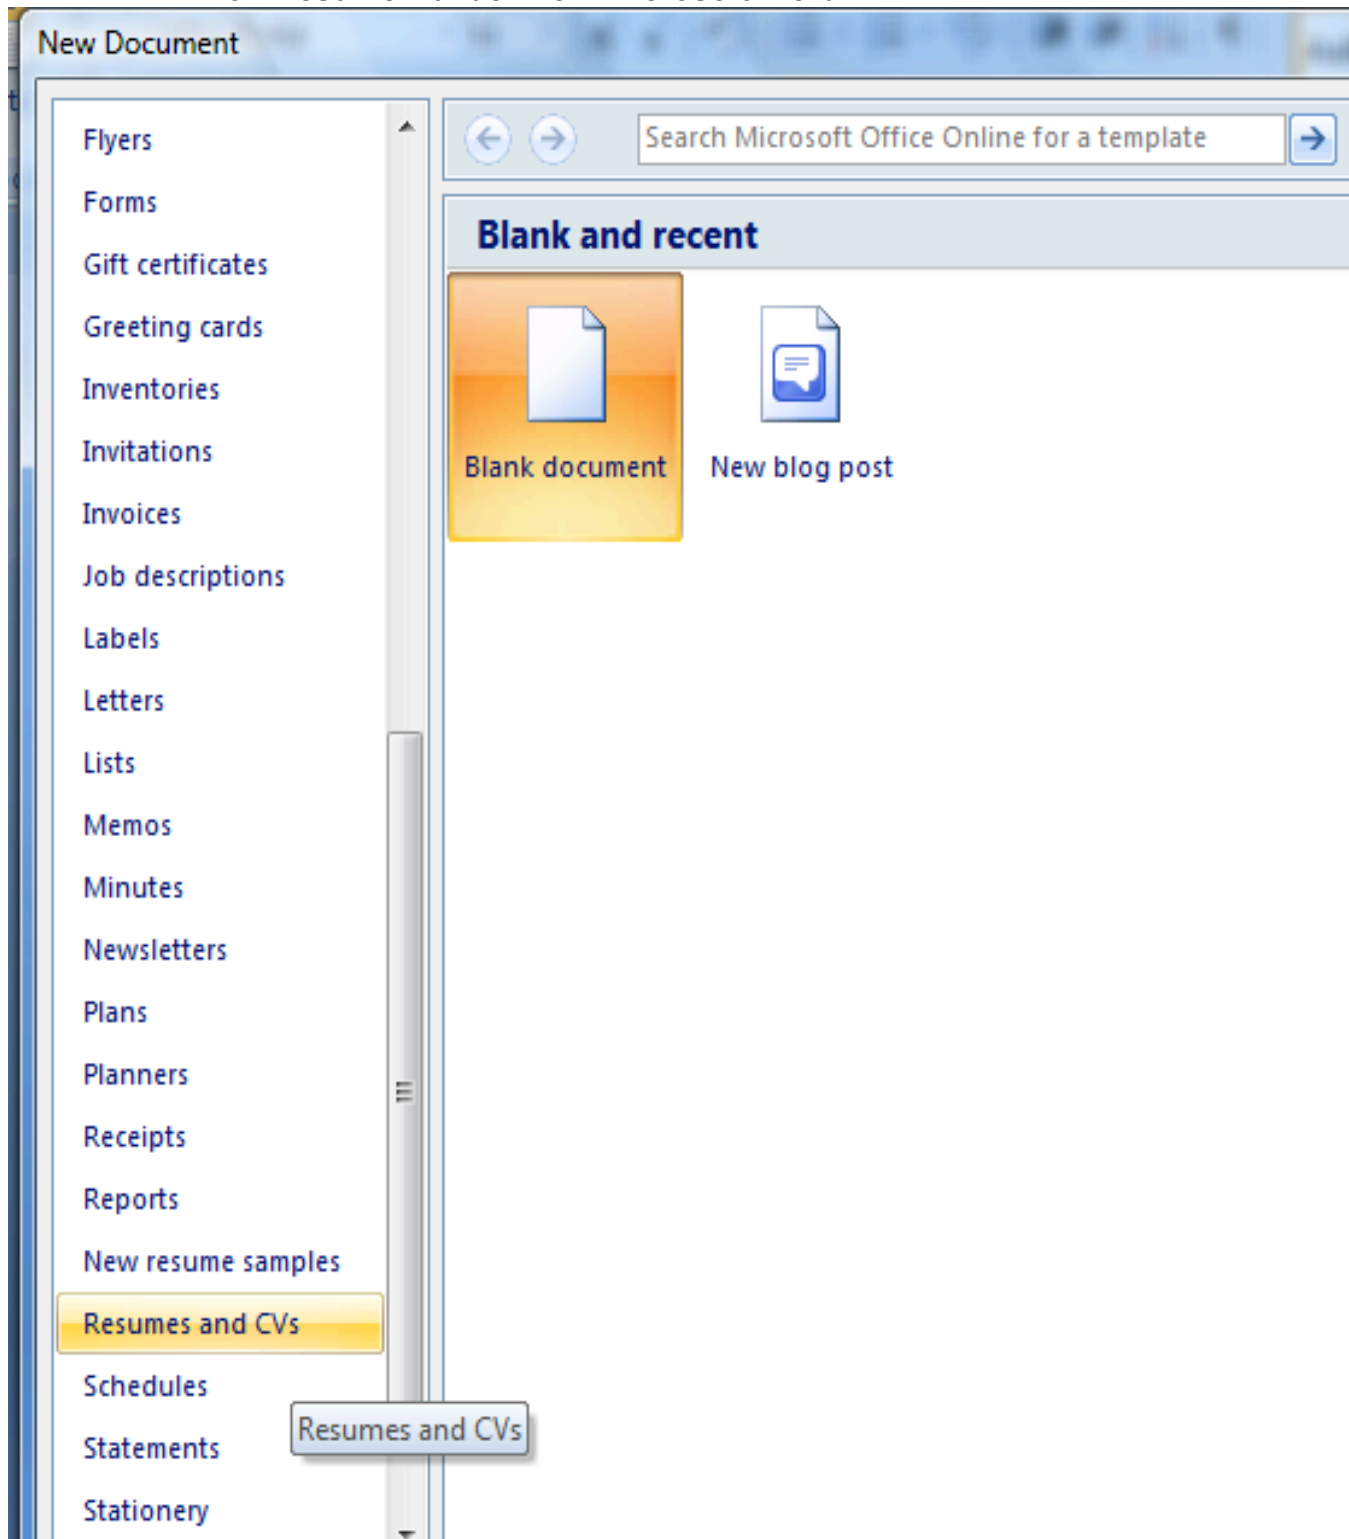 New Document
Flyers
Forms
Gift certificates
Greeting cards
Inventories
Invitations
Invoices
Job descriptions
Labels
Letters
Lists
Memos
Minutes
Newsletters
Plans
Planners
Receipts
Reports
New resume samples
Resumes and CVs
Schedules
Resumes and CVs
Statements
Stationery
Search Microsoft Office Online for a template
Blank and recent
Blank document
New blog post